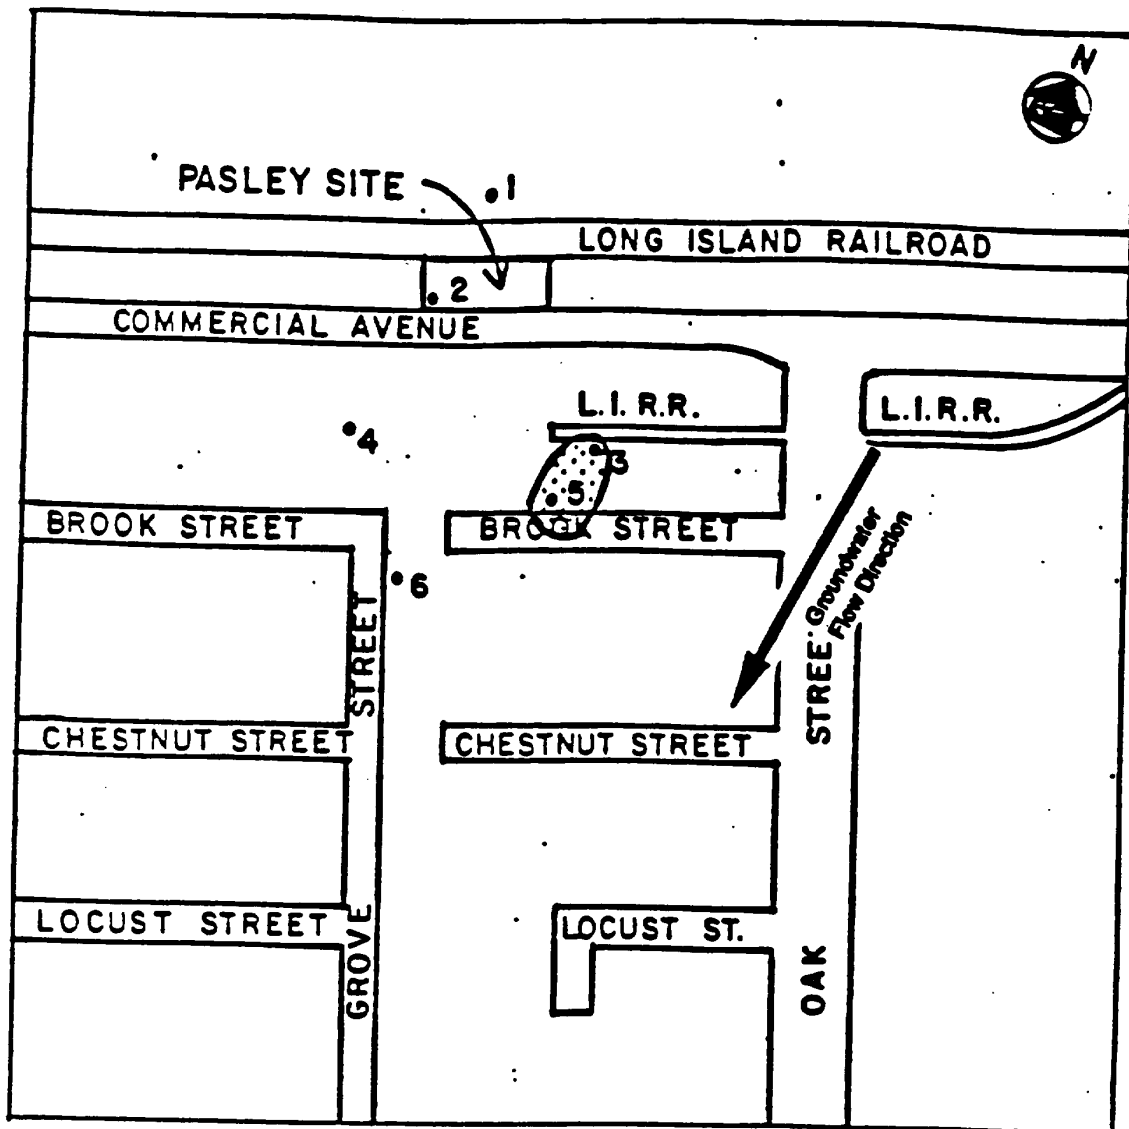 N
PASLEY SITE
1
LONG ISLAND RAILROAD
2
COMMERCIAL AVENUE
L.I.R.R.
L.I.R.R.
4
3
5
BROOK STREET
BROOK STREET
Groundwater
Flow Direction
6
STREET
STREE
CHESTNUT STREET
CHESTNUT STREET
LOCUST STREET
GROVE
LOCUST ST.
OAK